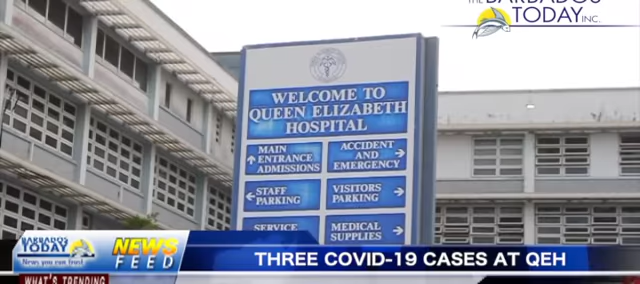 THE
BARBADOS
TODAY INC.
WELCOME TO
QUEEN ELIZABETH
HOSPITAL
MAIN
ENTRANCE
ADMISSIONS
ACCIDENT
AND
EMERGENCY
STAFF
PARKING
VISITORS
PARKING
SERVICE
MEDICAL
SUPPLIES
BARBADOS
TODAY
News you can trust
NEWS
FEED
THREE COVID-19 CASES AT QEH
WHAT'S TRENDING